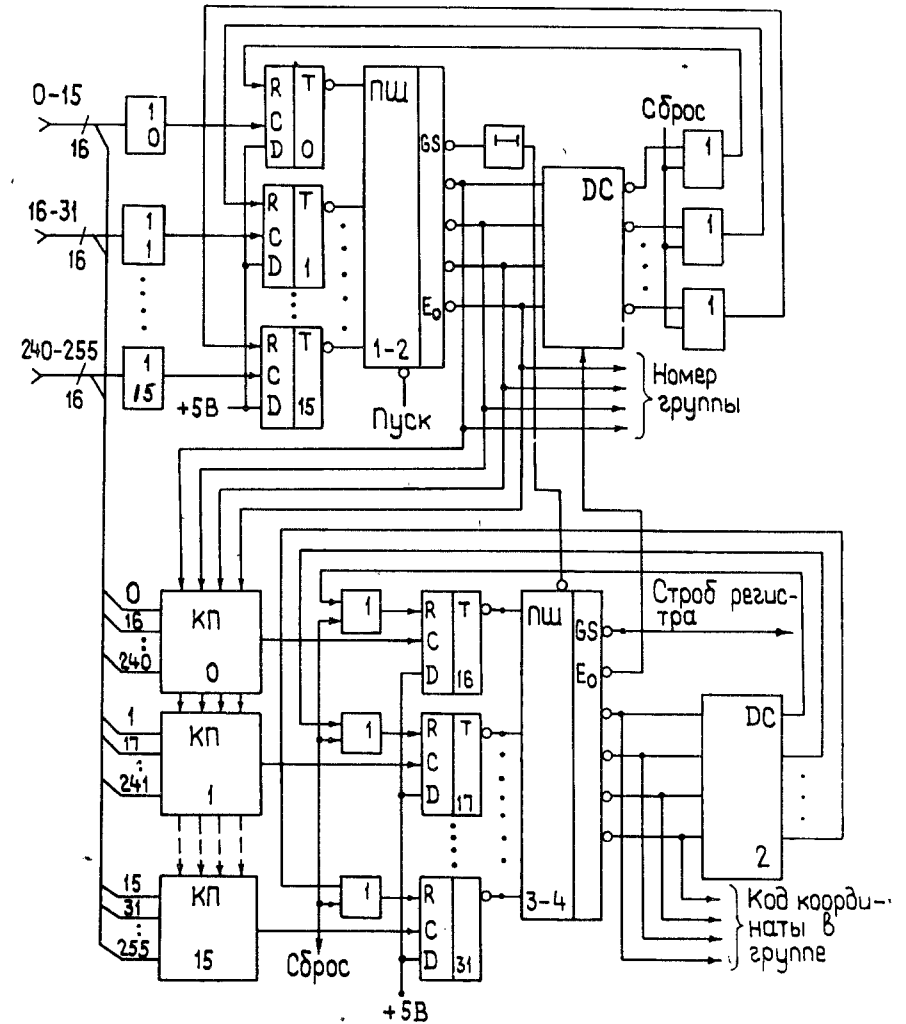 0-15
16
1
0
R T
C
D 0
ПШ
GS
E0
1-2
Пуск
DC
Сброс
1
16-31
16
1
1
R T
C
D 1
1
240-255
16
1
15
R T
C
D 15
+5В
1
Номер
группы
0
16
240
КП
0
1
R T
C
D 16
ПШ
GS
E0
3-4
Строб регис-
тра
1
17
241
КП
1
1
R T
C
D 17
DC
2
15
31
255
КП
15
1
R
C
D 31
Сброс
+5В
Код коорди-
наты в
группе